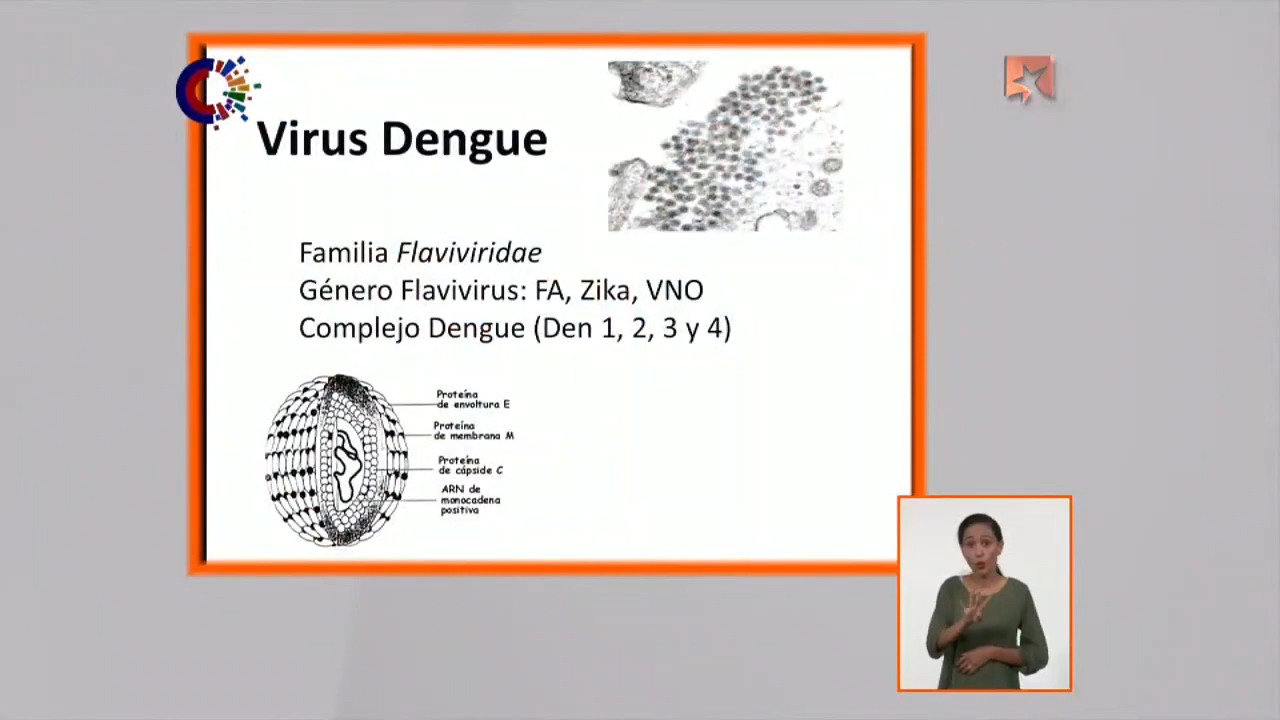 Virus Dengue
Familia Flaviviridae
Género Flavivirus: FA, Zika, VNO
Complejo Dengue (Den 1, 2, 3 y 4)
Proteína
de envoltura E
Proteína
de membrana M
Proteína
de cápside C
ARN de
monocadena
positiva